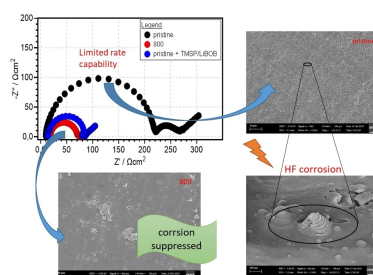 Legend
pristine
800
pristine + TMSP/LiBOB
Limited rate
capability
-Z'' / Ωcm²
200
150
100
50
0
0 50 100 150 200 250 300 350
Z' / Ωcm²
pristine
HF corrosion
800
corrsion
suppressed